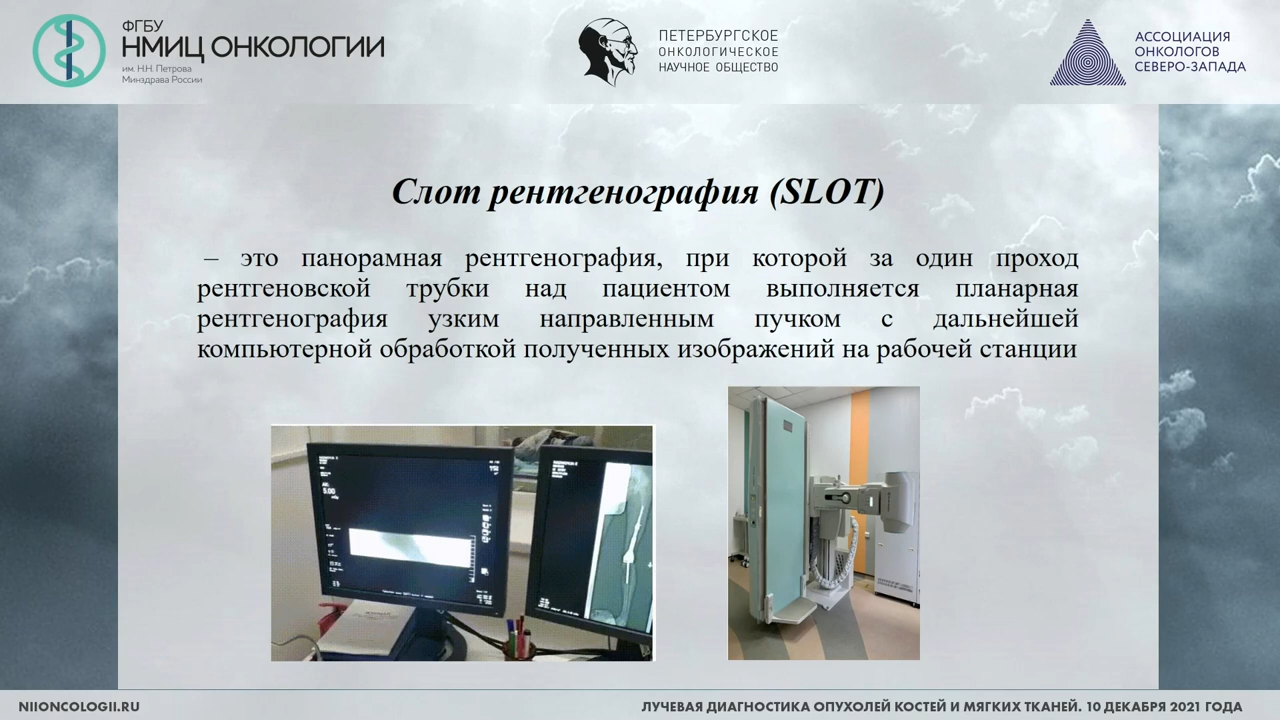 ФГБУ
НМИЦ ОНКОЛОГИИ
им. Н.Н. Петрова
Минздрава России
ПЕТЕРБУРГСКОЕ
ОНКОЛОГИЧЕСКОЕ
НАУЧНОЕ ОБЩЕСТВО
АССОЦИАЦИЯ
ОНКОЛОГОВ
СЕВЕРО-ЗАПАДА
Слот рентгенография (SLOT)
– это панорамная рентгенография, при которой за один проход
рентгеновской трубки над пациентом выполняется планарная
рентгенография узким направленным пучком с дальнейшей
компьютерной обработкой полученных изображений на рабочей станции
5.00
NIIONCOLOGII.RU
ЛУЧЕВАЯ ДИАГНОСТИКА ОПУХОЛЕЙ КОСТЕЙ И МЯГКИХ ТКАНЕЙ. 10 ДЕКАБРЯ 2021 ГОДА